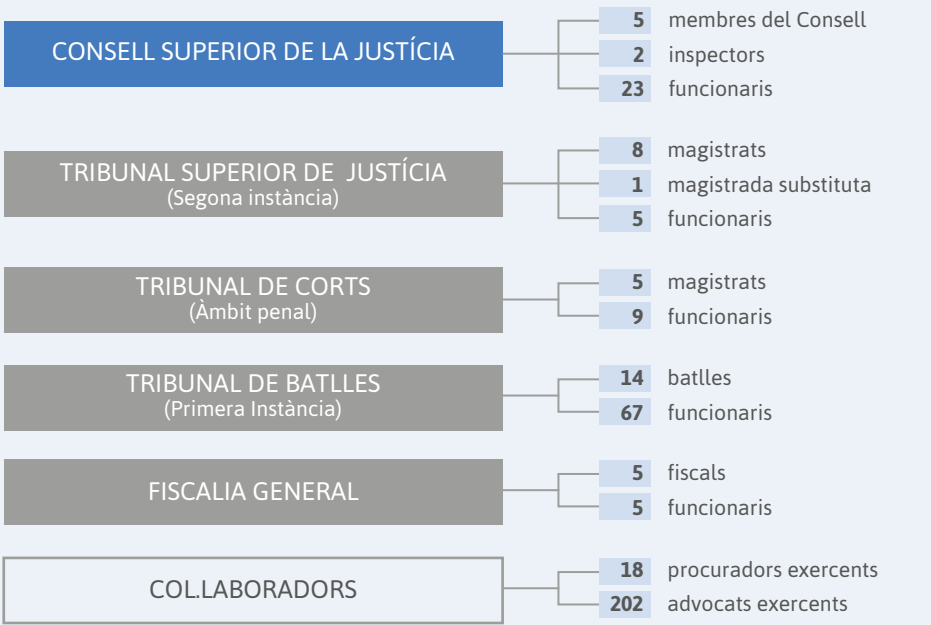 CONSELL SUPERIOR DE LA JUSTÍCIA
5 membres del Consell
2 inspectors
23 funcionaris
TRIBUNAL SUPERIOR DE JUSTÍCIA
(Segona instància)
8 magistrats
1 magistrada substituta
5 funcionaris
TRIBUNAL DE CORTS
(Àmbit penal)
5 magistrats
9 funcionaris
TRIBUNAL DE BATLLES
(Primera Instància)
14 batlles
67 funcionaris
FISCALIA GENERAL
5 fiscals
5 funcionaris
COL.LABORADORS
18 procuradors exercents
202 advocats exercents